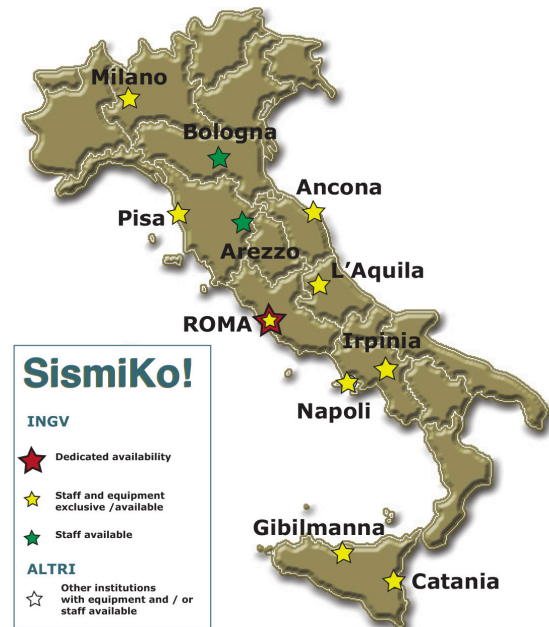 Milano
Bologna
Ancona
Pisa
Arezzo
L'Aquila
ROMA
Irpinia
Napoli
Gibilmanna
Catania
SismiKo!
INGV
Dedicated availability
Staff and equipment
exclusive /available
Staff available
ALTRI
Other institutions
with equipment and / or
staff available